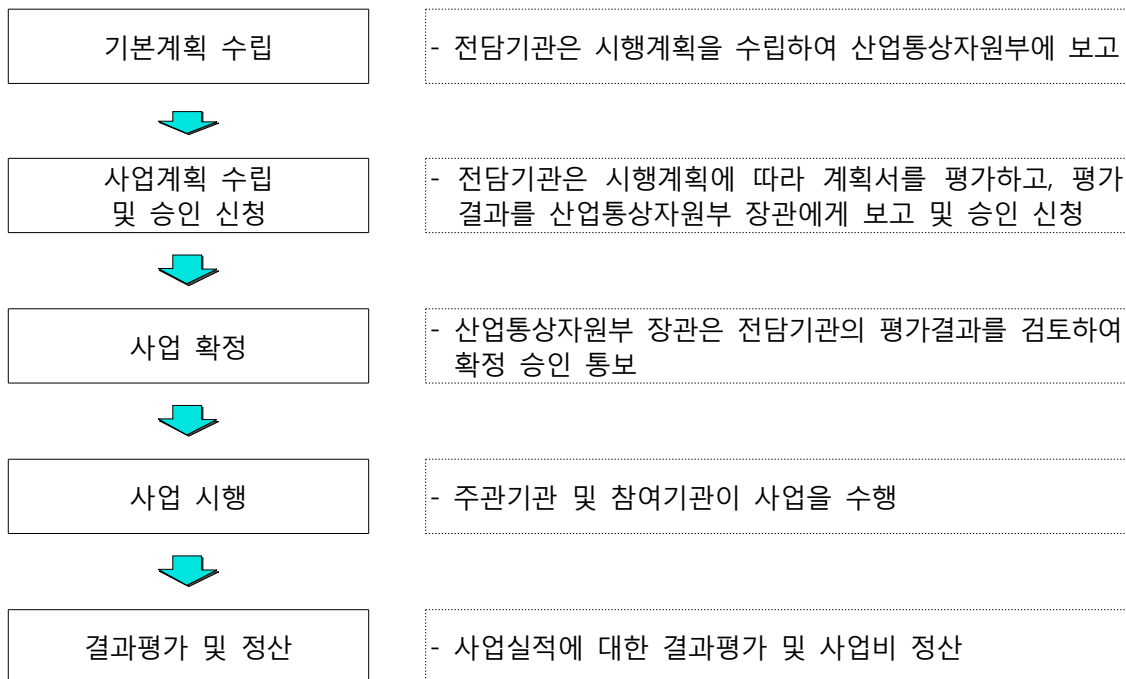 기본계획 수립
- 전담기관은 시행계획을 수립하여 산업통상자원부에 보고
사업계획 수립
및 승인 신청
- 전담기관은 시행계획에 따라 계획서를 평가하고, 평가
결과를 산업통상자원부 장관에게 보고 및 승인 신청
사업 확정
- 산업통상자원부 장관은 전담기관의 평가결과를 검토하여
확정 승인 통보
사업 시행
- 주관기관 및 참여기관이 사업을 수행
결과평가 및 정산
- 사업실적에 대한 결과평가 및 사업비 정산